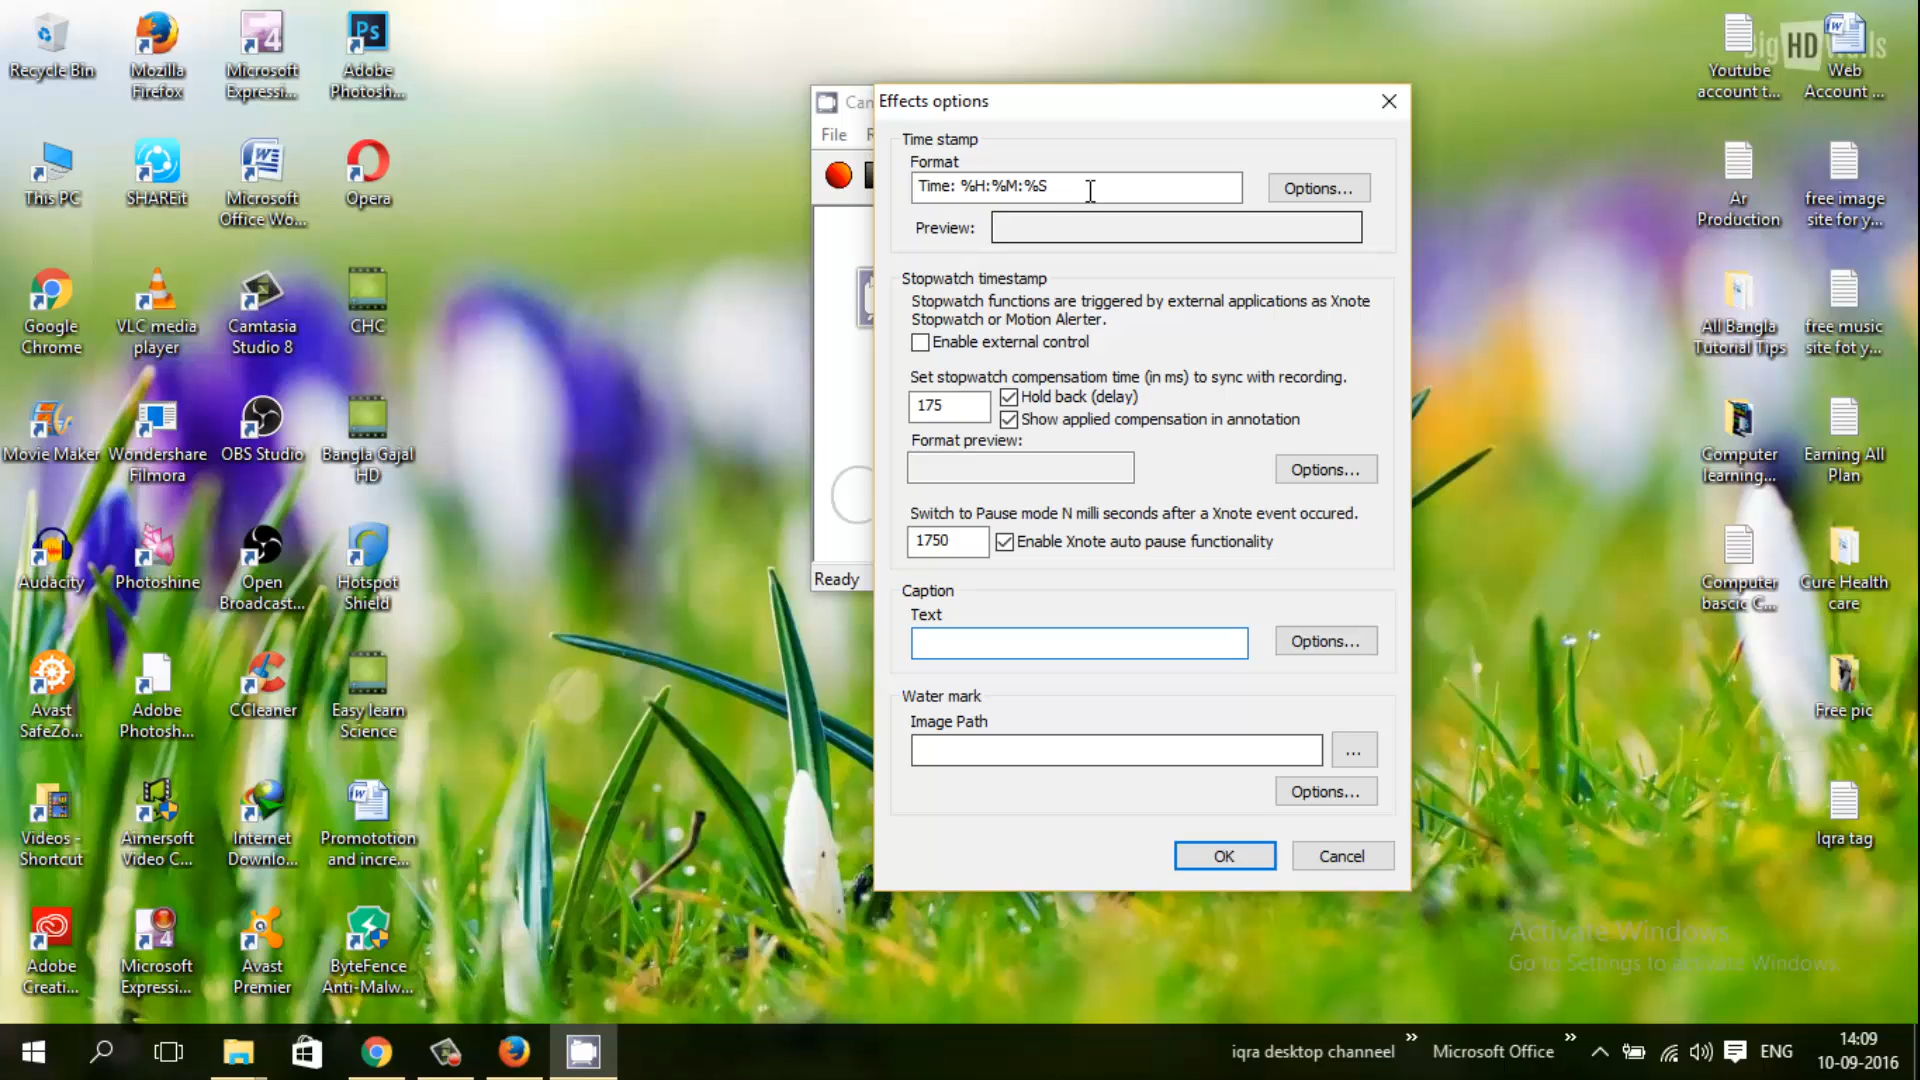 Recycle Bin
Mozilla
Firefox
Microsoft
Expressi...
Adobe
Photosh...
This PC
SHAREit
Microsoft
Office Wo...
Opera
Google
Chrome
VLC media
player
Camtasia
Studio 8
CHC
Movie Maker
Wondershare
Filmora
OBS Studio
Bangla Gajal
HD
Audacity
Photoshine
Open
Broadcast...
Hotspot
Shield
Avast
SafeZo...
Adobe
Photosh...
CCleaner
Easy learn
Science
Videos -
Shortcut
Aimersoft
Video C...
Internet
Downlo...
Promototion
and incre...
Adobe
Creati...
Microsoft
Expressi...
Avast
Premier
ByteFence
Anti-Malw...
File
Ready
Effects options
Time stamp
Format
Time: %H:%M:%S
Options...
Preview:
Stopwatch timestamp
Stopwatch functions are triggered by external applications as Xnote
Stopwatch or Motion Alerter.
Enable external control
Set stopwatch compensatiom time (in ms) to sync with recording.
175
Hold back (delay)
Show applied compensation in annotation
Format preview:
Options...
Switch to Pause mode N milli seconds after a Xnote event occured.
1750
Enable Xnote auto pause functionality
Caption
Text
Options...
Water mark
Image Path
...
Options...
OK
Cancel
HD
Youtube
account t...
Web
Account ...
Ar
Production
free image
site for y...
All Bangla
Tutorial Tips
free music
site fot y...
Computer
learning...
Earning All
Plan
Computer
bascic C...
Cure Health
care
Free pic
Iqra tag
Activate Windows
Go to Settings to activate Windows.
iqra desktop channeel
Microsoft Office
ENG
14:09
10-09-2016